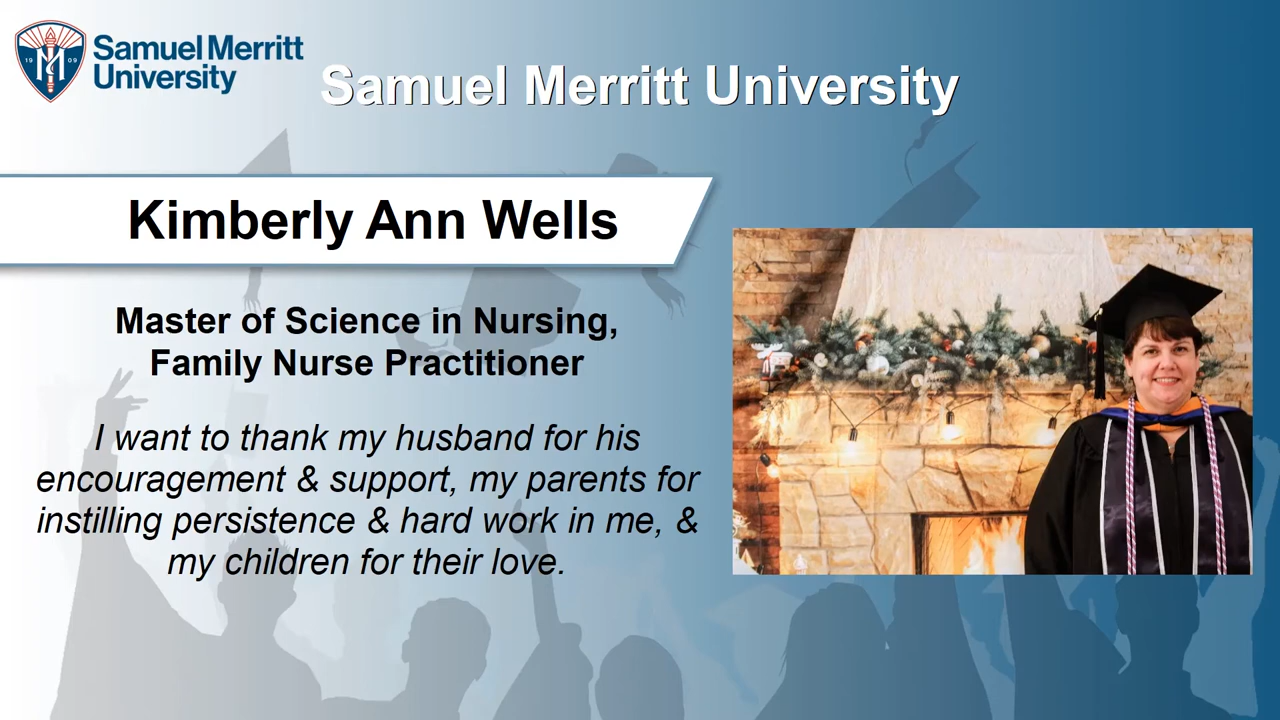 Samuel Merritt
University
19 09
Samuel Merritt University
Kimberly Ann Wells
Master of Science in Nursing,
Family Nurse Practitioner
I want to thank my husband for his
encouragement & support, my parents for
instilling persistence & hard work in me, &
my children for their love.